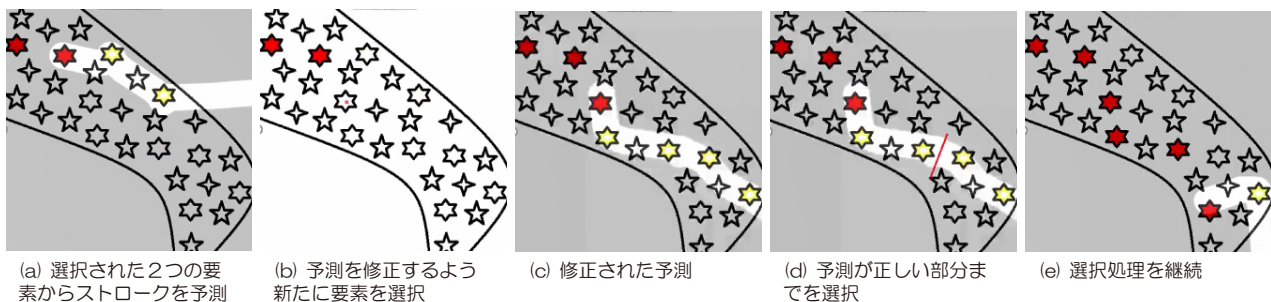 (a) 選択された２つの要
素からストロークを予測
(b) 予測を修正するよう
新たに要素を選択
(c) 修正された予測
(d) 予測が正しい部分ま
でを選択
(e) 選択処理を継続